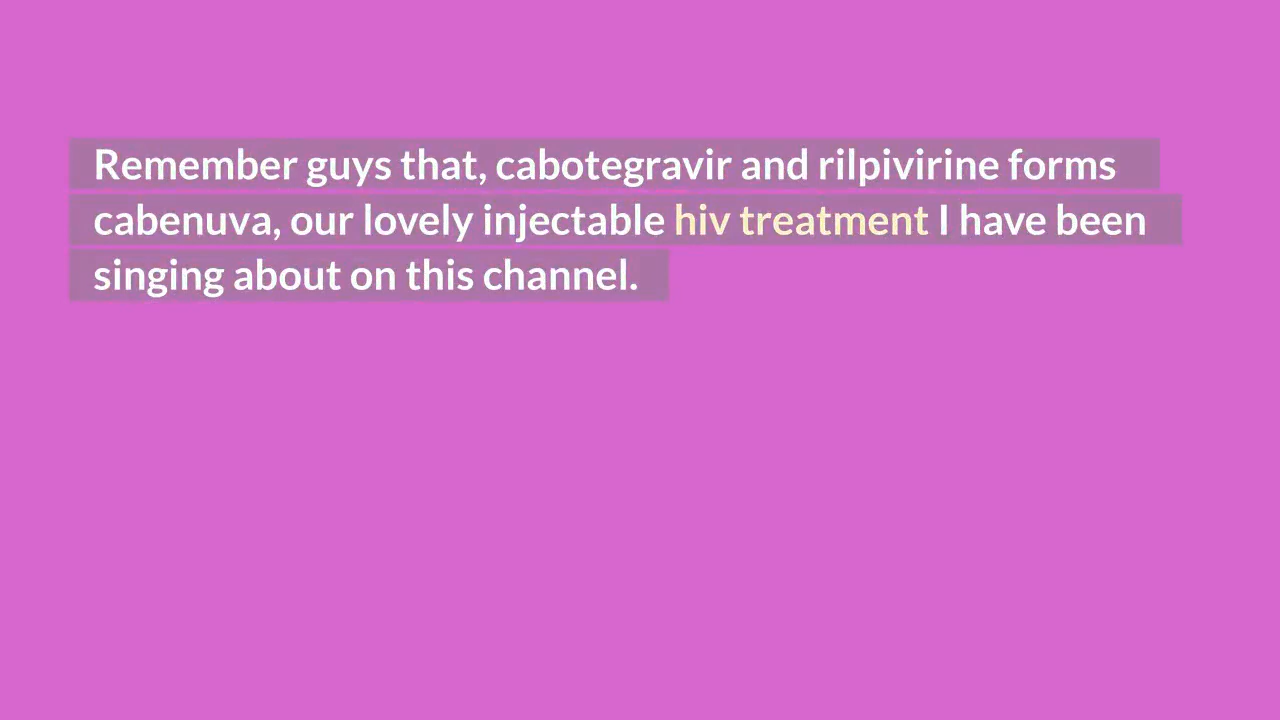 Remember guys that, cabotegravir and rilpivirine forms
cabenuva, our lovely injectable hiv treatment I have been
singing about on this channel.